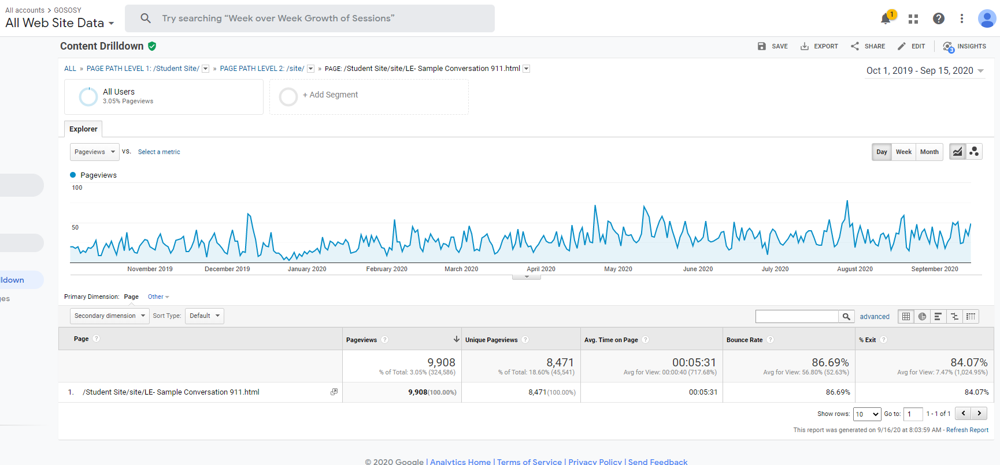 All accounts > GOSOSY
All Web Site Data
Try searching “Week over Week Growth of Sessions”
1
Content Drilldown
SAVE EXPORT SHARE EDIT 3 INSIGHTS
ALL » PAGE PATH LEVEL 1: /Student Site/ » PAGE PATH LEVEL 2: /site/ » PAGE: /Student Site/site/LE- Sample Conversation 911.html
Oct 1, 2019 - Sep 15, 2020
All Users
3.05% Pageviews
+ Add Segment
Explorer
Pageviews VS. Select a metric
Day Week Month
Pageviews
100
50
November 2019 December 2019 January 2020 February 2020 March 2020 April 2020 May 2020 June 2020 July 2020 August 2020 September 2020
Primary Dimension: Page Other
Secondary dimension Sort Type: Default
advanced
lldown
ges
Page ? Pageviews ? Unique Pageviews ? Avg. Time on Page ? Bounce Rate ? % Exit ?
9,908 8,471 00:05:31 86.69% 84.07%
% of Total: 3.05% (324,586) % of Total: 18.60% (45,541) Avg for View: 00:00:40 (717.68%) Avg for View: 56.80% (52.63%) Avg for View: 7.47% (1,024.95%)
1. /Student Site/site/LE- Sample Conversation 911.html 9,908(100.00%) 8,471(100.00%) 00:05:31 86.69% 84.07%
Show rows: 10 Go to: 1 1 - 1 of 1
This report was generated on 9/16/20 at 8:03:59 AM - Refresh Report
© 2020 Google | Analytics Home | Terms of Service | Privacy Policy | Send Feedback